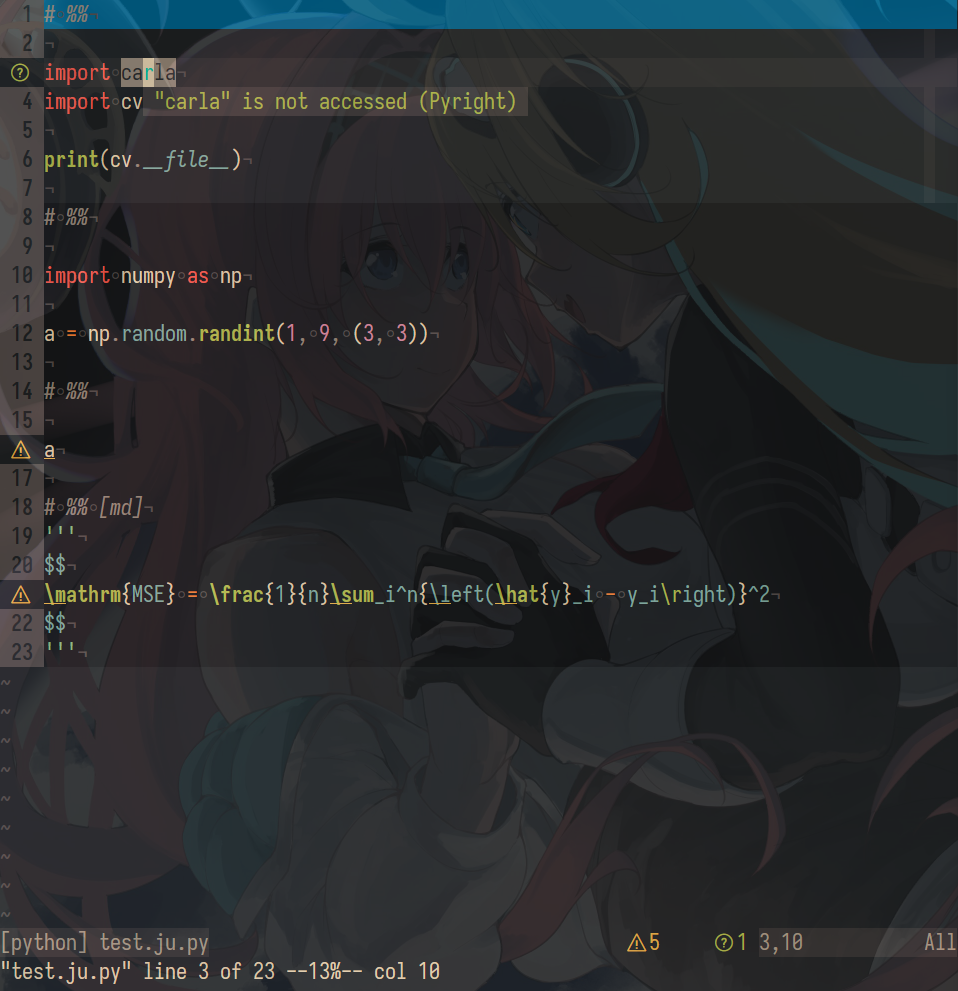 1 # %%
2
import carla
4 import cv "carla" is not accessed (Pyright)
5
6 print(cv.__file__)
7
8 # %%
9
10 import numpy as np
11
12 a = np.random.randint(1, 9, (3, 3))
13
14 # %%
15
a
17
18 # %% [md]
19 '''
20 $$
\mathrm{MSE} = \frac{1}{n}\sum_i^n{\left(\hat{y}_i - y_i\right)}^2
22 $$
23 '''
~
~
~
~
~
~
~
~
~
[python] test.ju.py 5 1 3,10 All
"test.ju.py" line 3 of 23 --13%-- col 10